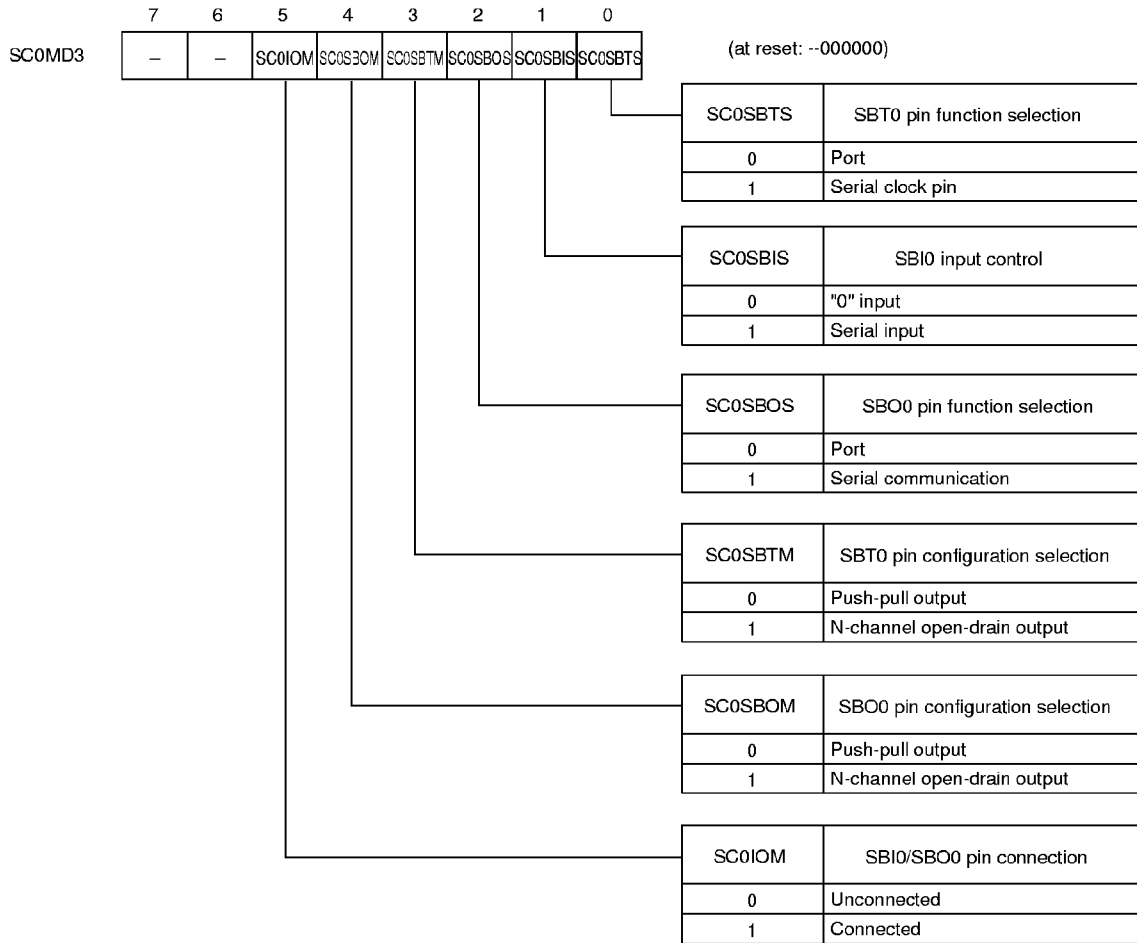 7 6 5 4 3 2 1 0
SC0MD3 – – SC0IOM SC0SBOM SC0SBTM SC0SBOS SC0SBIS SC0SBTS (at reset: --000000)
SC0SBTS SBT0 pin function selection
0 Port
1 Serial clock pin
SC0SBIS SBI0 input control
0 "0" input
1 Serial input
SC0SBOS SBO0 pin function selection
0 Port
1 Serial communication
SC0SBTM SBT0 pin configuration selection
0 Push-pull output
1 N-channel open-drain output
SC0SBOM SBO0 pin configuration selection
0 Push-pull output
1 N-channel open-drain output
SC0IOM SBI0/SBO0 pin connection
0 Unconnected
1 Connected